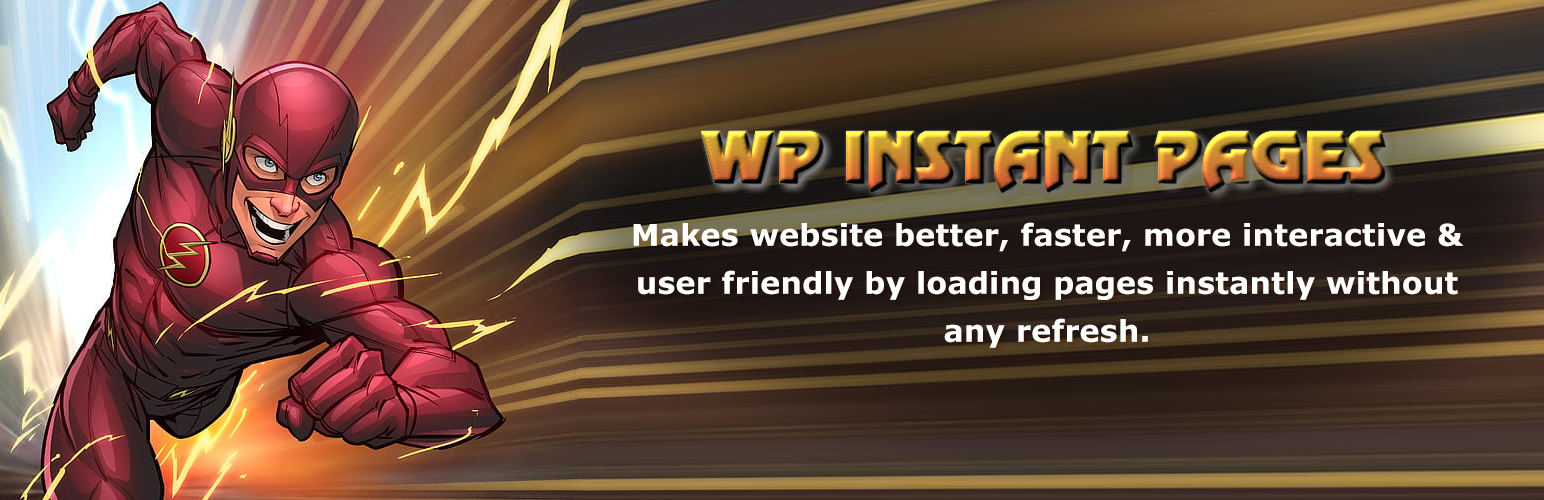 WP INSTANT PAGES
Makes website better, faster, more interactive &
user friendly by loading pages instantly without
any refresh.